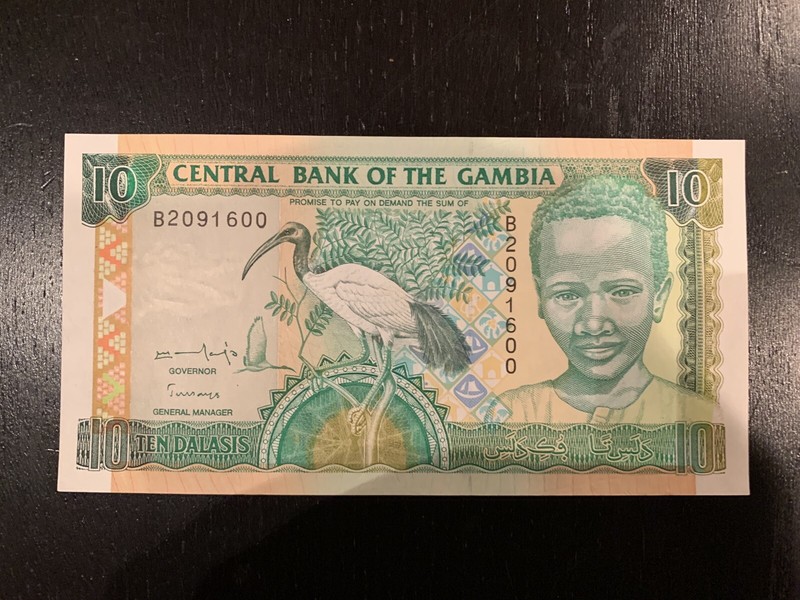 10
CENTRAL BANK OF THE GAMBIA
10
PROMISE TO PAY ON DEMAND THE SUM OF
B2091600
B2091600
GOVERNOR
GENERAL MANAGER
10
TEN DALASIS
10